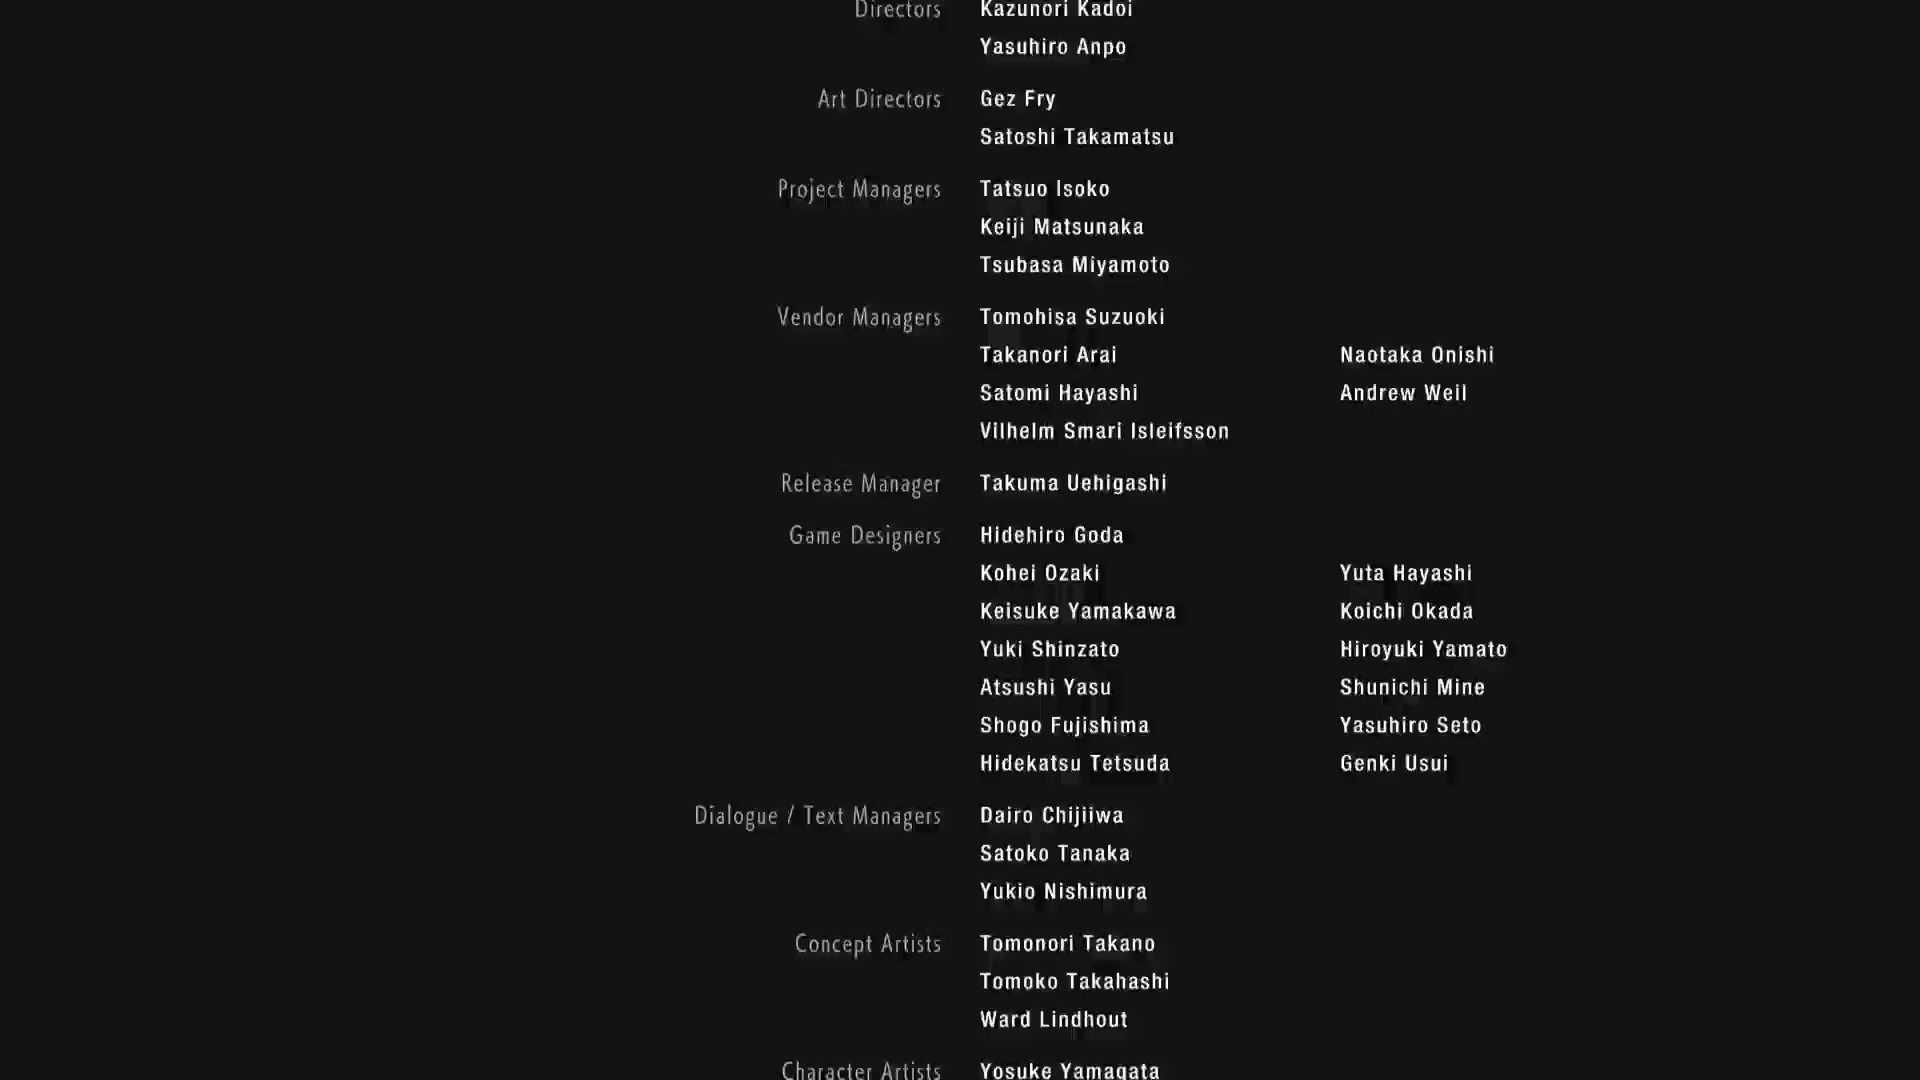 Directors Kazunori Kadoi
Yasuhiro Anpo
Art Directors Gez Fry
Satoshi Takamatsu
Project Managers Tatsuo Isoko
Keiji Matsunaka
Tsubasa Miyamoto
Vendor Managers Tomohisa Suzuoki
Takanori Arai Naotaka Onishi
Satomi Hayashi Andrew Weil
Vilhelm Smari Isleifsson
Release Manager Takuma Uehigashi
Game Designers Hidehiro Goda
Kohei Ozaki Yuta Hayashi
Keisuke Yamakawa Koichi Okada
Yuki Shinzato Hiroyuki Yamato
Atsushi Yasu Shunichi Mine
Shogo Fujishima Yasuhiro Seto
Hidekatsu Tetsuda Genki Usui
Dialogue / Text Managers Dairo Chijiiwa
Satoko Tanaka
Yukio Nishimura
Concept Artists Tomonori Takano
Tomoko Takahashi
Ward Lindhout
Character Artists Yosuke Yamagata